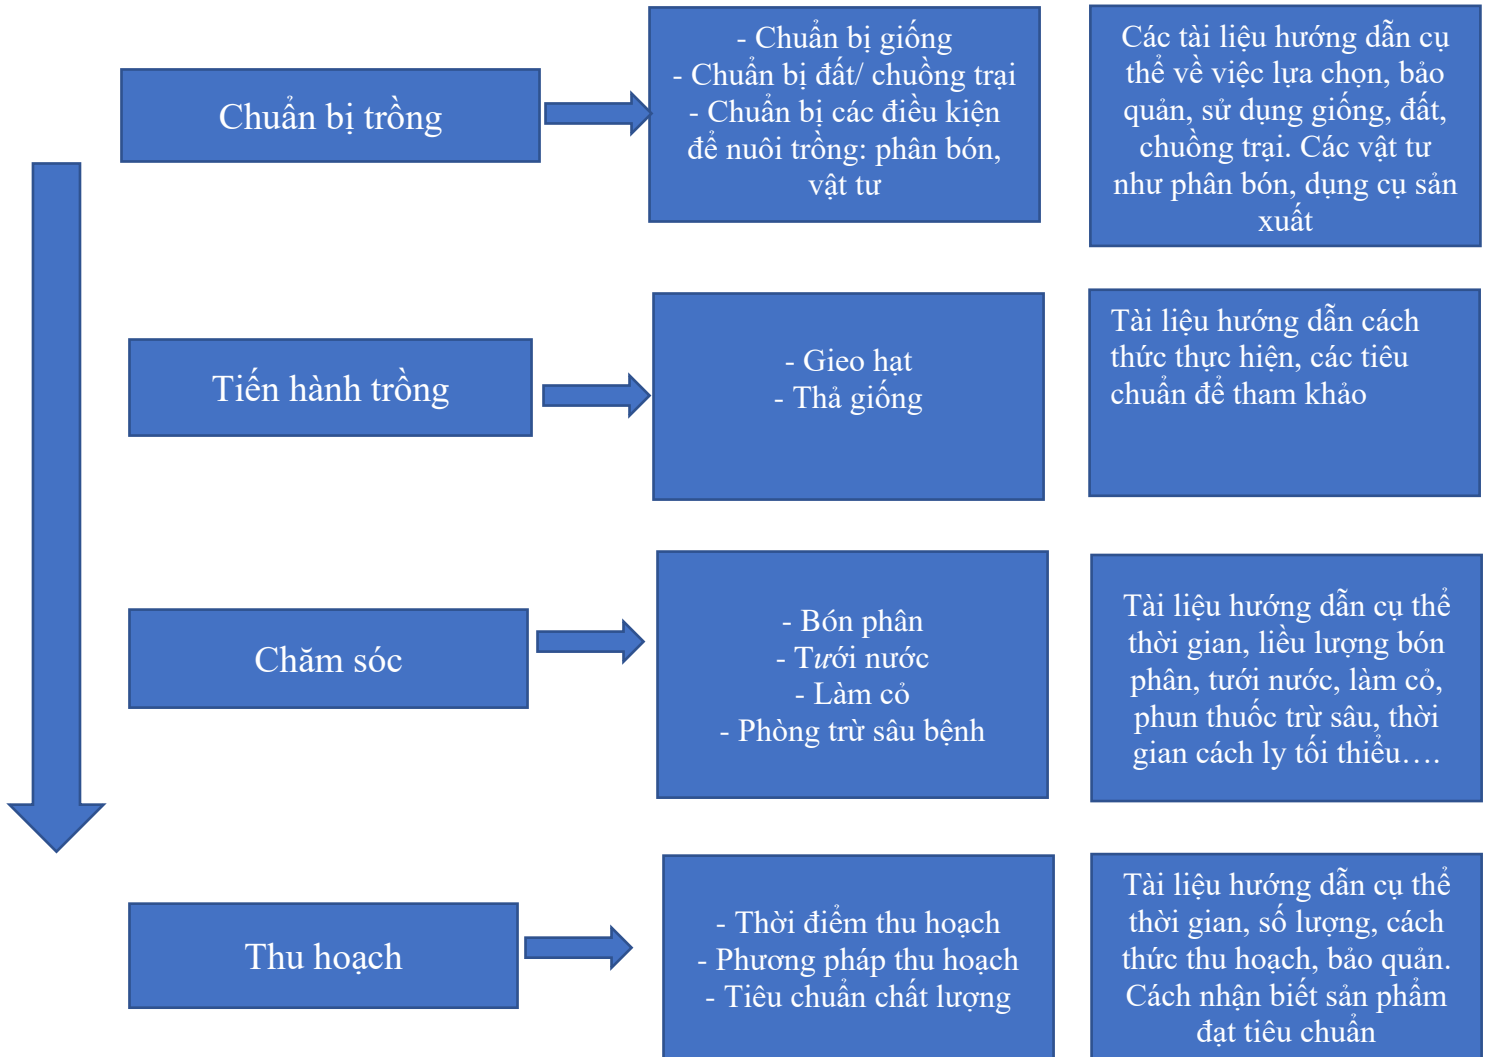 Chuẩn bị trồng
- Chuẩn bị giống
- Chuẩn bị đất/ chuồng trại
- Chuẩn bị các điều kiện
để nuôi trồng: phân bón,
vật tư
Các tài liệu hướng dẫn cụ
thể về việc lựa chọn, bảo
quản, sử dụng giống, đất,
chuồng trại. Các vật tư
như phân bón, dụng cụ sản
xuất
Tiến hành trồng
- Gieo hạt
- Thả giống
Tài liệu hướng dẫn cách
thức thực hiện, các tiêu
chuẩn để tham khảo
Chăm sóc
- Bón phân
- Tưới nước
- Làm cỏ
- Phòng trừ sâu bệnh
Tài liệu hướng dẫn cụ thể
thời gian, liều lượng bón
phân, tưới nước, làm cỏ,
phun thuốc trừ sâu, thời
gian cách ly tối thiểu….
Thu hoạch
- Thời điểm thu hoạch
- Phương pháp thu hoạch
- Tiêu chuẩn chất lượng
Tài liệu hướng dẫn cụ thể
thời gian, số lượng, cách
thức thu hoạch, bảo quản.
Cách nhận biết sản phẩm
đạt tiêu chuẩn